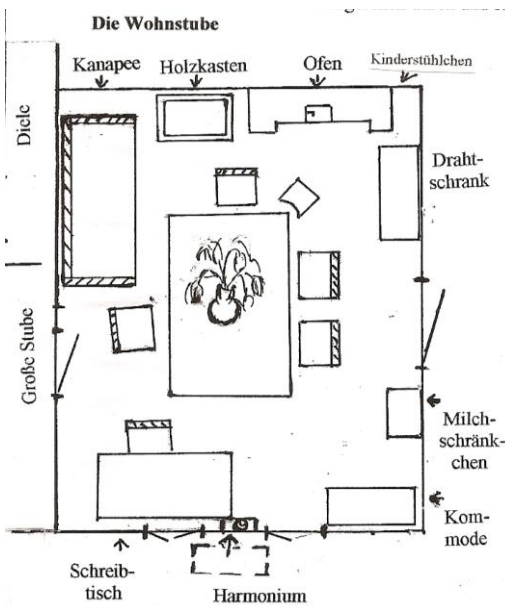 Die Wohnstube
Kanapee
Holzkasten
Ofen
Kinderstühlchen
Diele
Draht-
schrank
Große Stube
Milch-
schränk-
chen
Kom-
mode
Schreib-
tisch
Harmonium